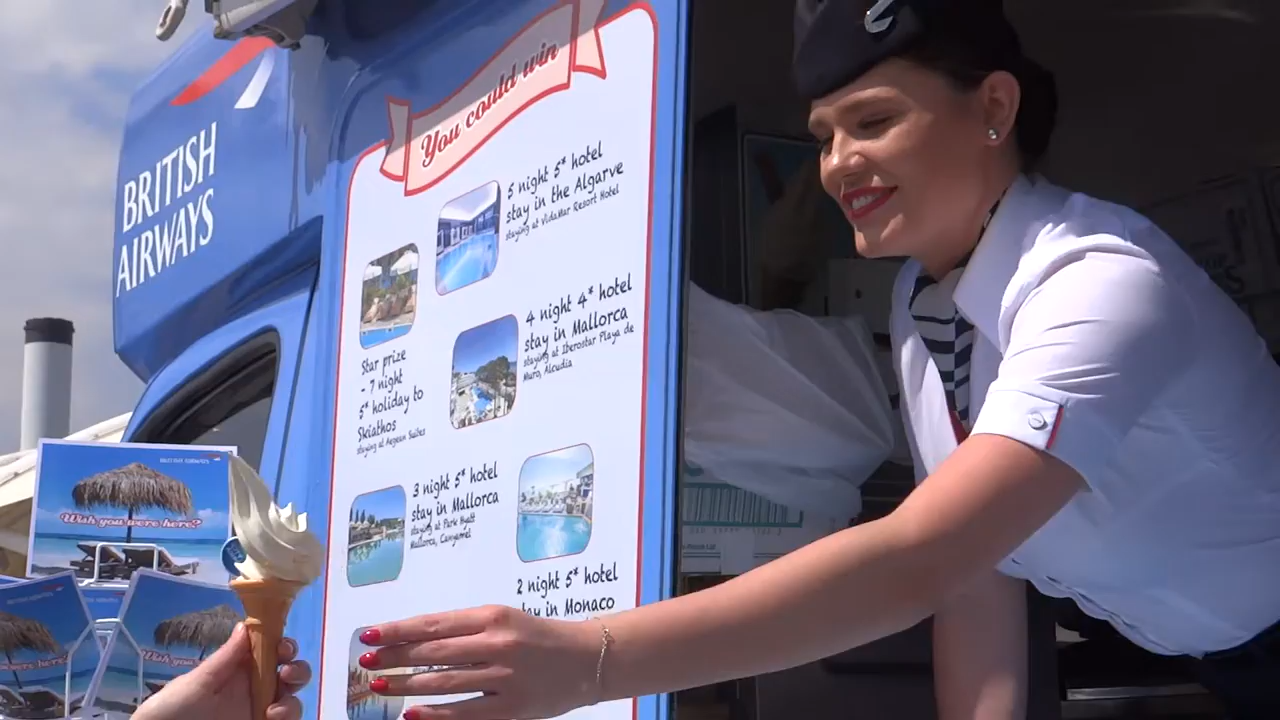 BRITISH
AIRWAYS
You could win
5 night 5* hotel
stay in the Algarve
staying at VidaMar Resort Hotel
Star prize
- 7 night
5* holiday to
Skiathos
staying at Aegean Suites
4 night 4* hotel
stay in Mallorca
staying at Iberostar Playa de
Muro, Alcudia
3 night 5* hotel
stay in Mallorca
staying at Park Hyatt
Mallorca, Canyamel
2 night 5* hotel
stay in Monaco
BRITISH AIRWAYS
Wish you were here?
were here?
Wish you